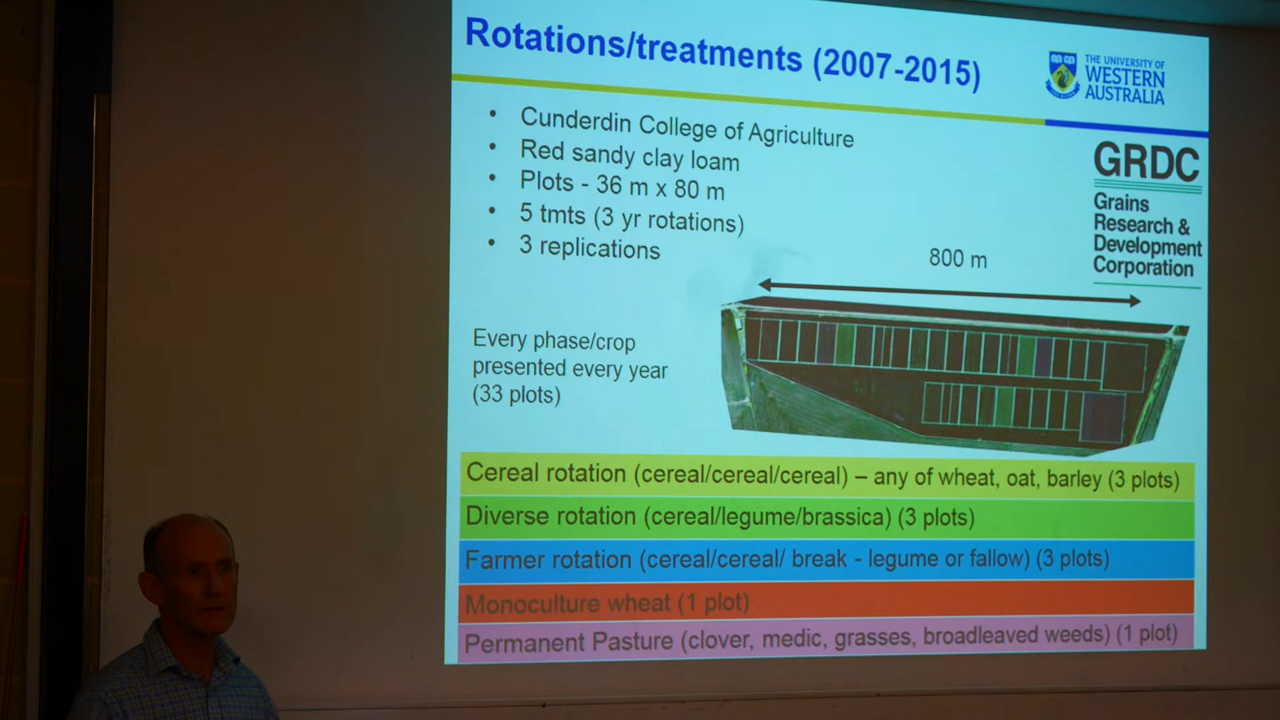 Rotations/treatments (2007-2015)
THE UNIVERSITY OF
WESTERN
AUSTRALIA
• Cunderdin College of Agriculture
• Red sandy clay loam
• Plots - 36 m x 80 m
• 5 tmts (3 yr rotations)
• 3 replications
GRDC
Grains
Research &
Development
Corporation
800 m
Every phase/crop
presented every year
(33 plots)
Cereal rotation (cereal/cereal/cereal) – any of wheat, oat, barley (3 plots)
Diverse rotation (cereal/legume/brassica) (3 plots)
Farmer rotation (cereal/cereal/ break - legume or fallow) (3 plots)
Monoculture wheat (1 plot)
Permanent Pasture (clover, medic, grasses, broadleaved weeds) (1 plot)